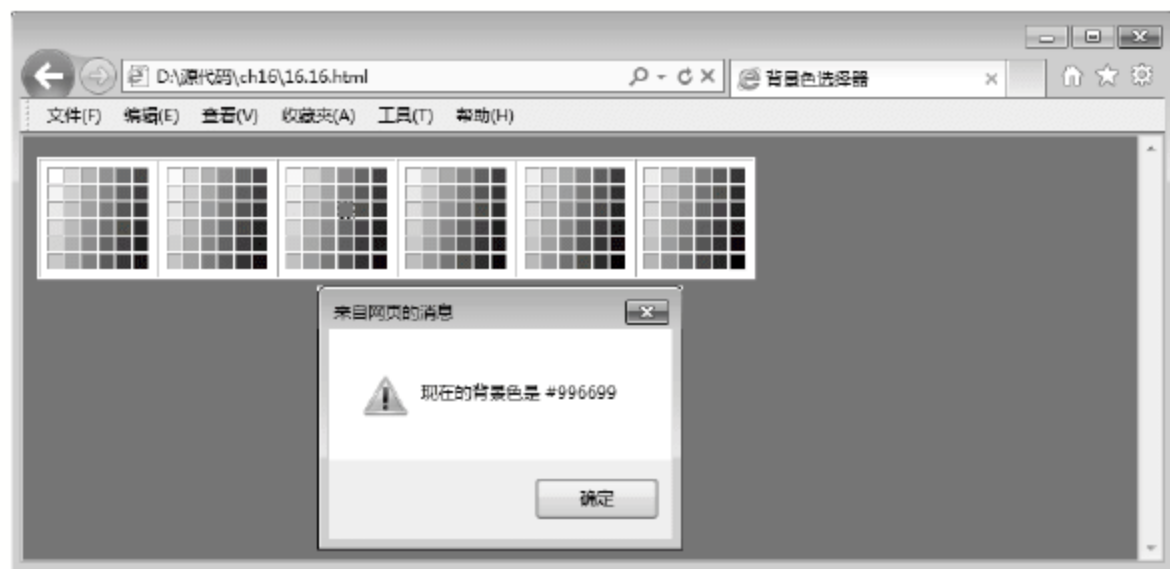 D:\源代码\ch16\16.16.html
背景色选择器
文件(F) 编辑(E) 查看(V) 收藏夹(A) 工具(T) 帮助(H)
来自网页的消息
现在的背景色是 #996699
确定